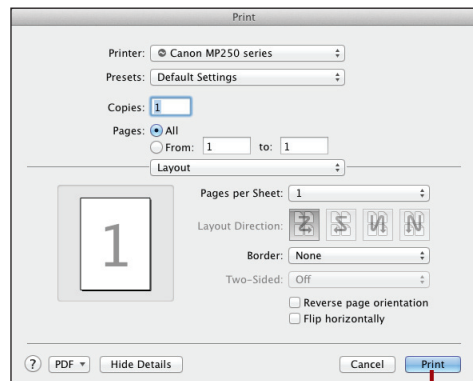 Print
Printer: Canon MP250 series
Presets: Default Settings
Copies: 1
Pages: All
From: 1 to: 1
Layout
Pages per Sheet: 1
1
Layout Direction:
Border: None
Two-Sided: Off
Reverse page orientation
Flip horizontally
? PDF Hide Details Cancel Print